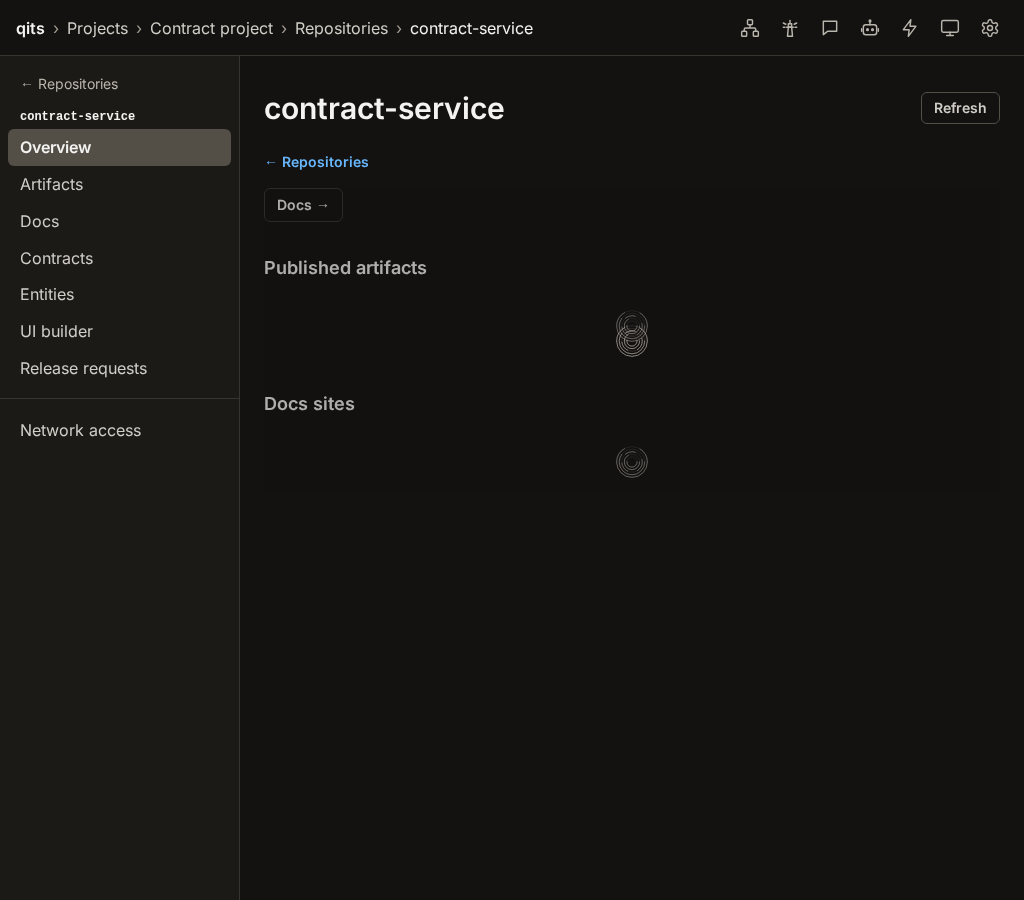 qits › Projects › Contract project › Repositories › contract-service
← Repositories
contract-service
Overview
Artifacts
Docs
Contracts
Entities
UI builder
Release requests
Network access
contract-service
Refresh
← Repositories
Docs →
Published artifacts
Docs sites